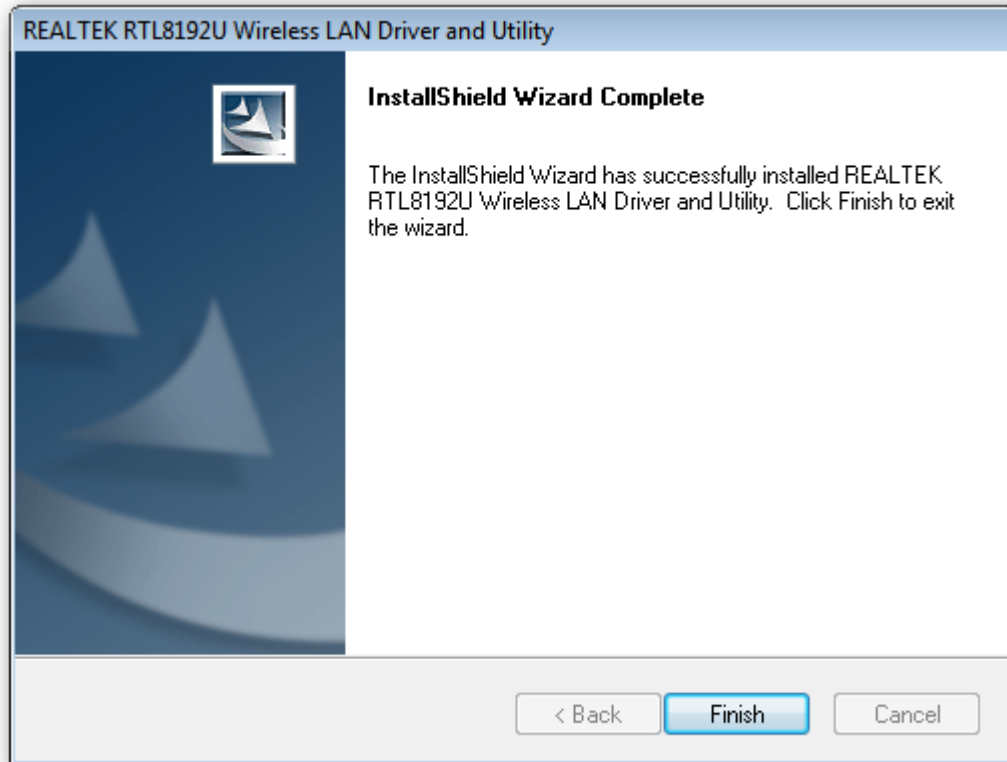 REALTEK RTL8192U Wireless LAN Driver and Utility
InstallShield Wizard Complete
The InstallShield Wizard has successfully installed REALTEK
RTL8192U Wireless LAN Driver and Utility.  Click Finish to exit
the wizard.
< Back Finish Cancel